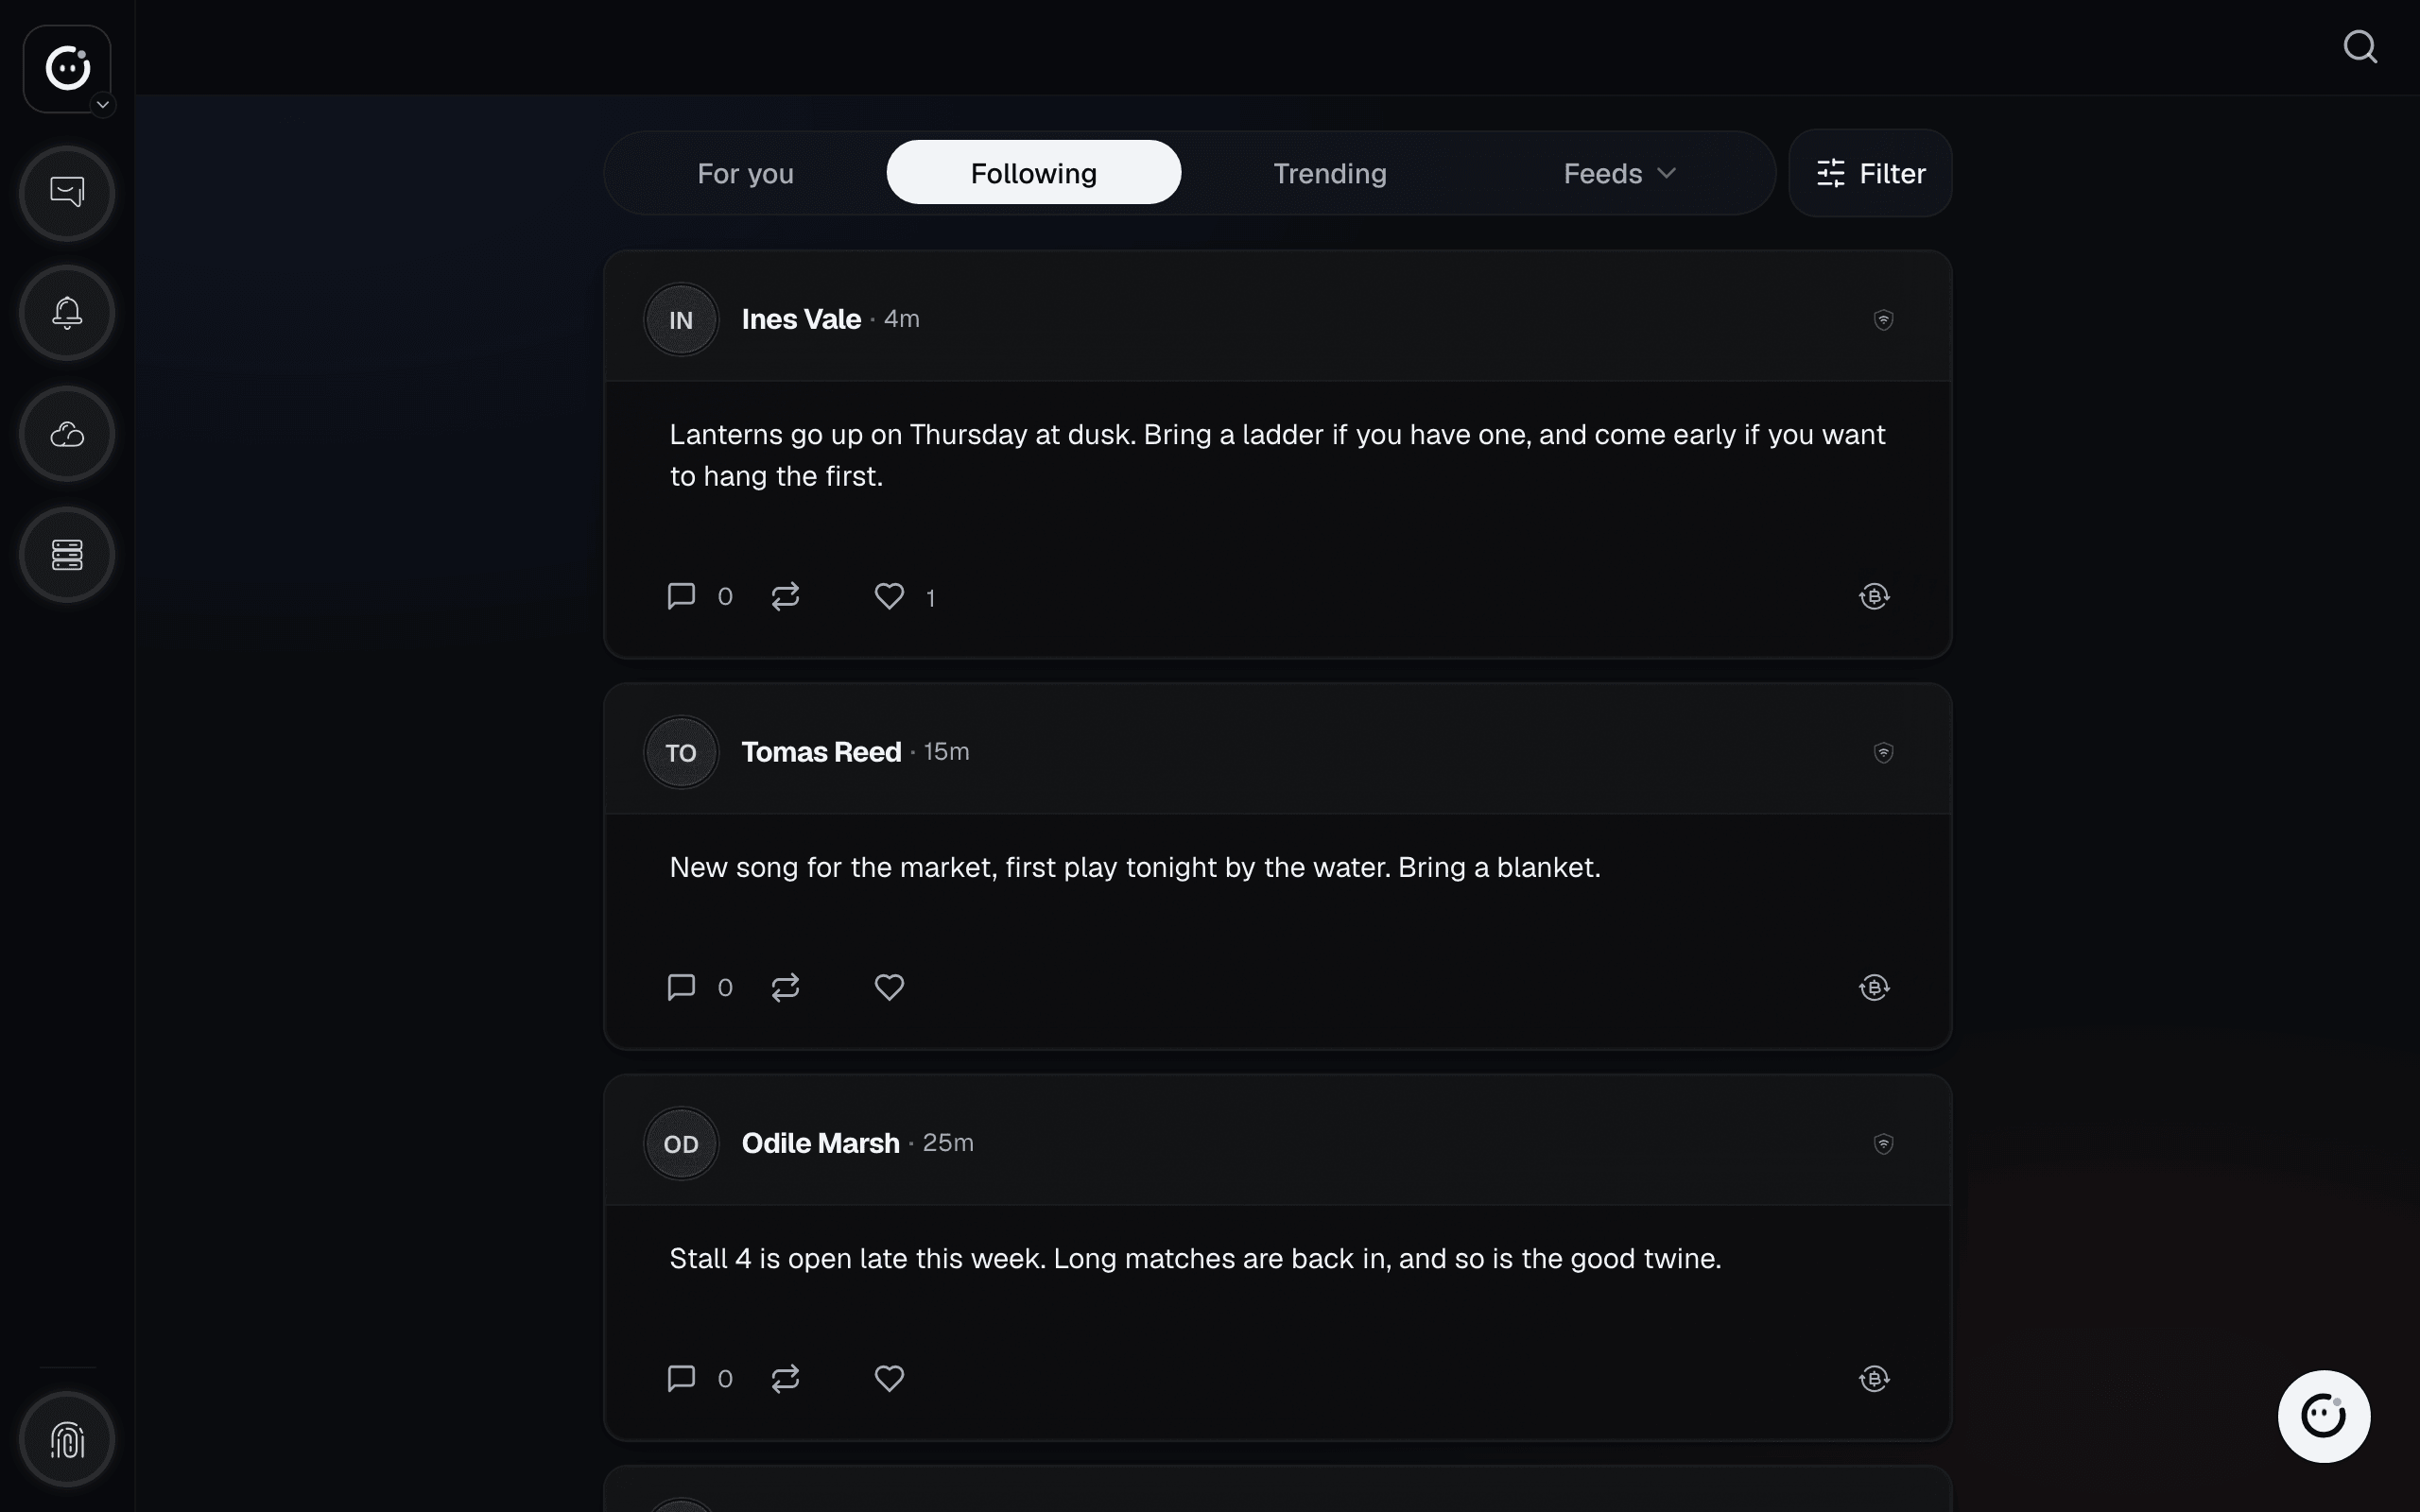 For you
Following
Trending
Feeds
Filter
IN
Ines Vale · 4m
Lanterns go up on Thursday at dusk. Bring a ladder if you have one, and come early if you want
to hang the first.
0
1
TO
Tomas Reed · 15m
New song for the market, first play tonight by the water. Bring a blanket.
0
OD
Odile Marsh · 25m
Stall 4 is open late this week. Long matches are back in, and so is the good twine.
0